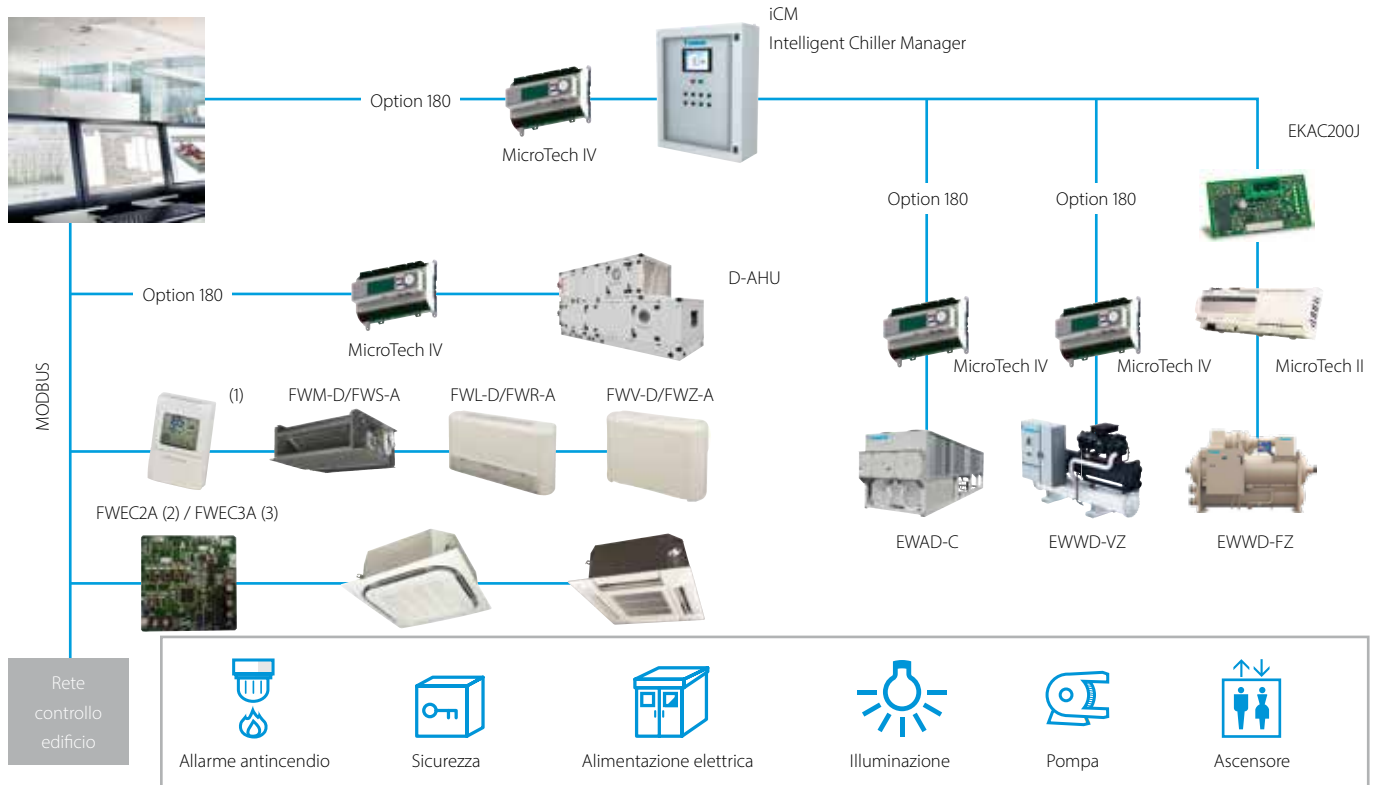 iCM
Intelligent Chiller Manager
Option 180
MicroTech IV
EKAC200J
Option 180
Option 180
MODBUS
Option 180
MicroTech IV
D-AHU
MicroTech IV
MicroTech IV
MicroTech II
(1)
FWM-D/FWS-A
FWL-D/FWR-A
FWV-D/FWZ-A
EWAD-C
EWWD-VZ
EWWD-FZ
FWEC2A (2) / FWEC3A (3)
Rete
controllo
edificio
Allarme antincendio
Sicurezza
Alimentazione elettrica
Illuminazione
Pompa
Ascensore